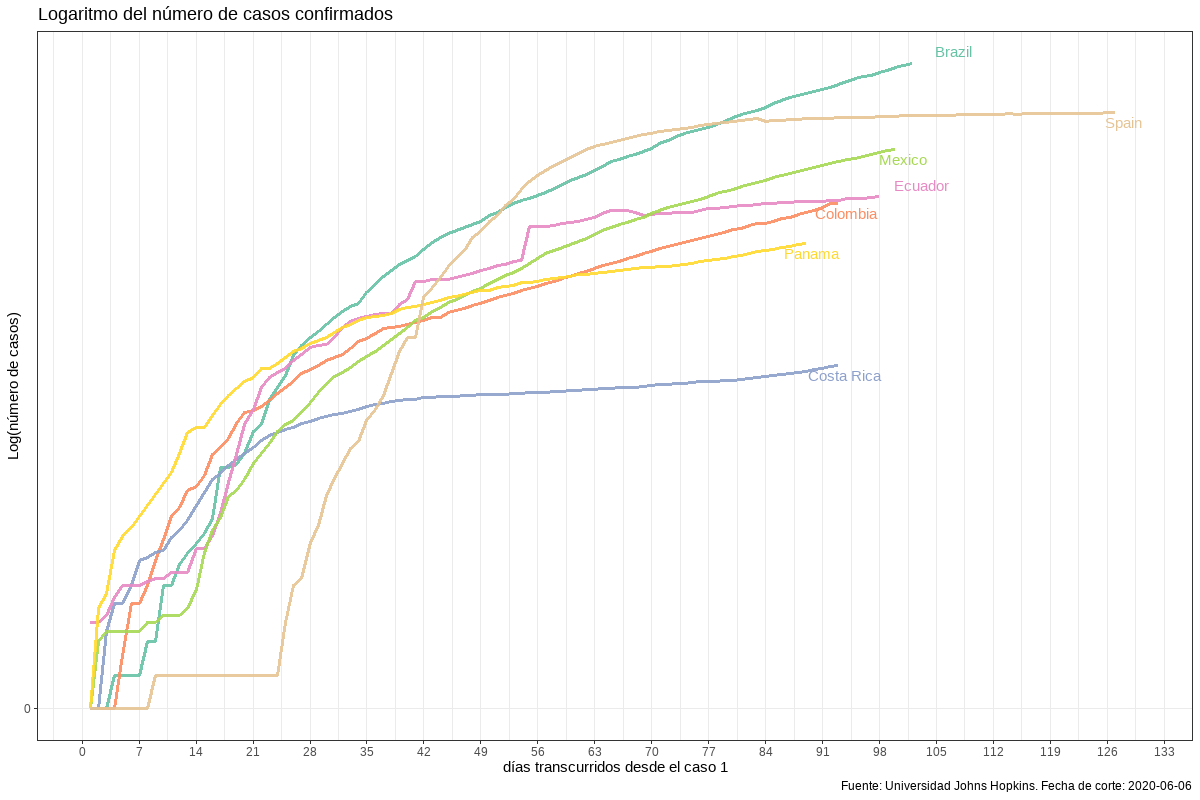 Logaritmo del número de casos confirmados
Brazil
Spain
Mexico
Ecuador
Colombia
Panama
Costa Rica
Log(número de casos)
0
0 7 14 21 28 35 42 49 56 63 70 77 84 91 98 105 112 119 126 133
días transcurridos desde el caso 1
Fuente: Universidad Johns Hopkins. Fecha de corte: 2020-06-06